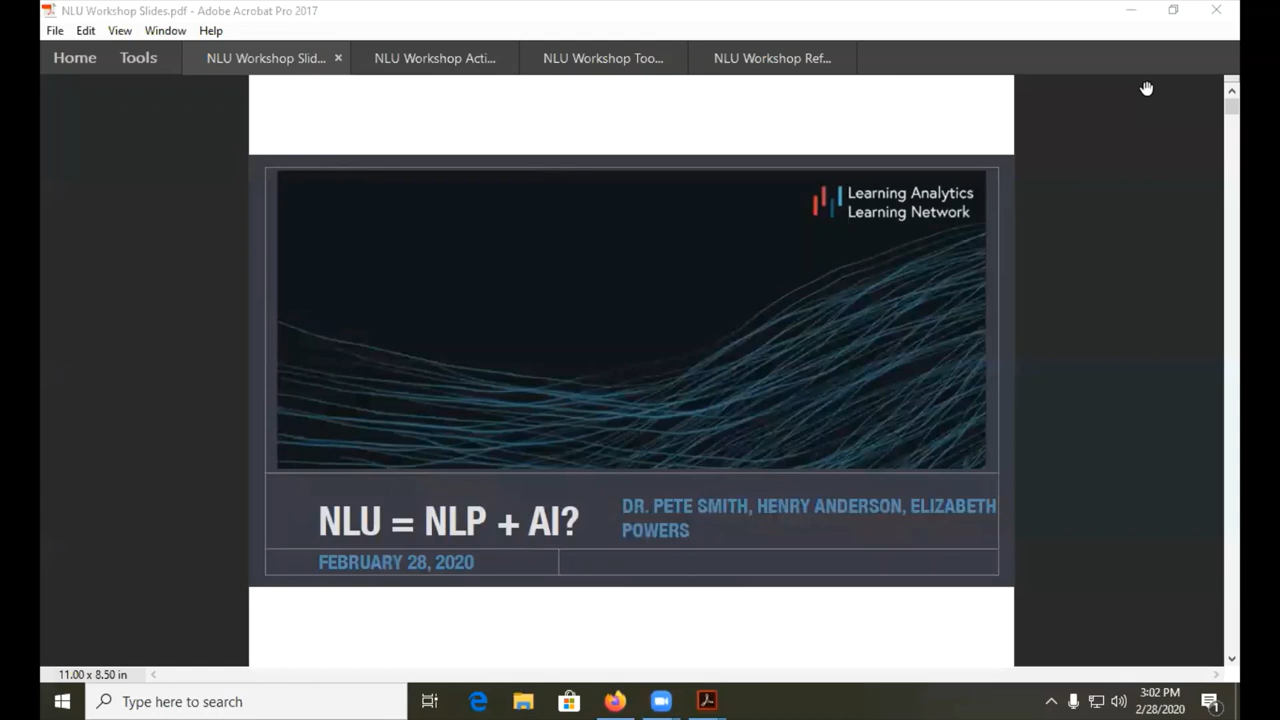 NLU Workshop Slides.pdf - Adobe Acrobat Pro 2017
File Edit View Window Help
Home Tools NLU Workshop Slid... × NLU Workshop Acti... NLU Workshop Too... NLU Workshop Ref...
Learning Analytics
Learning Network
NLU = NLP + AI?
DR. PETE SMITH, HENRY ANDERSON, ELIZABETH
POWERS
FEBRUARY 28, 2020
11.00 x 8.50 in
Type here to search
3:02 PM
2/28/2020
1